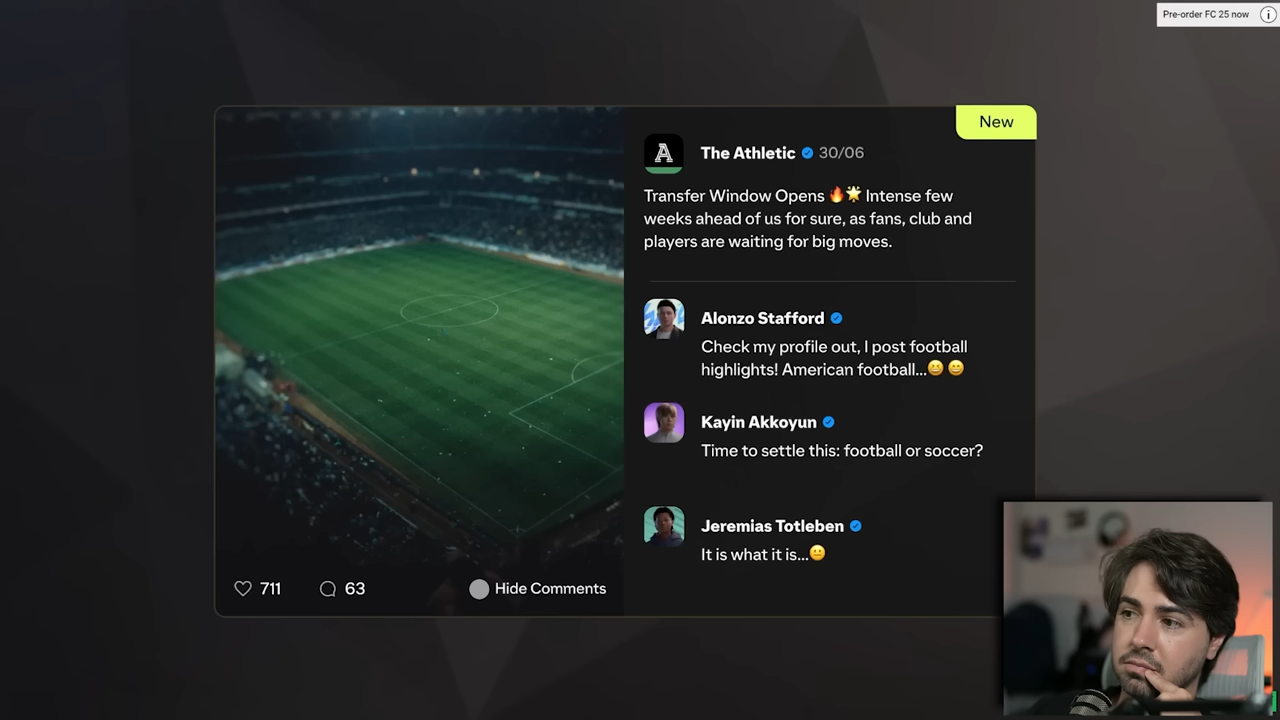 Pre-order FC 25 now
New
The Athletic 30/06
Transfer Window Opens 🔥🌟 Intense few
weeks ahead of us for sure, as fans, club and
players are waiting for big moves.
Alonzo Stafford
Check my profile out, I post football
highlights! American football...😆 😄
Kayin Akkoyun
Time to settle this: football or soccer?
Jeremias Totleben
It is what it is...😐
711 63 Hide Comments